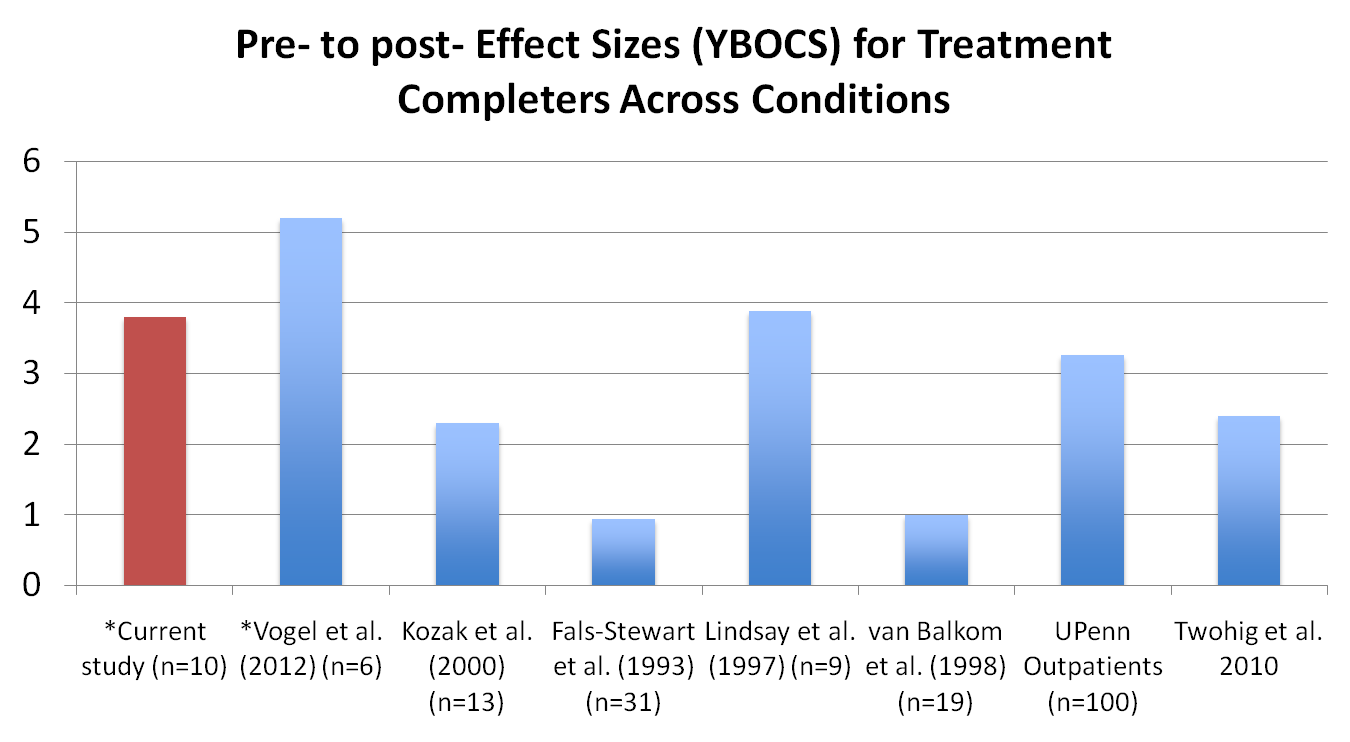 Pre- to post- Effect Sizes (YBOCS) for Treatment
Completers Across Conditions
6
5
4
3
2
1
0
*Current
study (n=10)
*Vogel et al.
(2012) (n=6)
Kozak et al.
(2000)
(n=13)
Fals-Stewart
et al. (1993)
(n=31)
Lindsay et al.
(1997) (n=9)
van Balkom
et al. (1998)
(n=19)
UPenn
Outpatients
(n=100)
Twohig et al.
2010